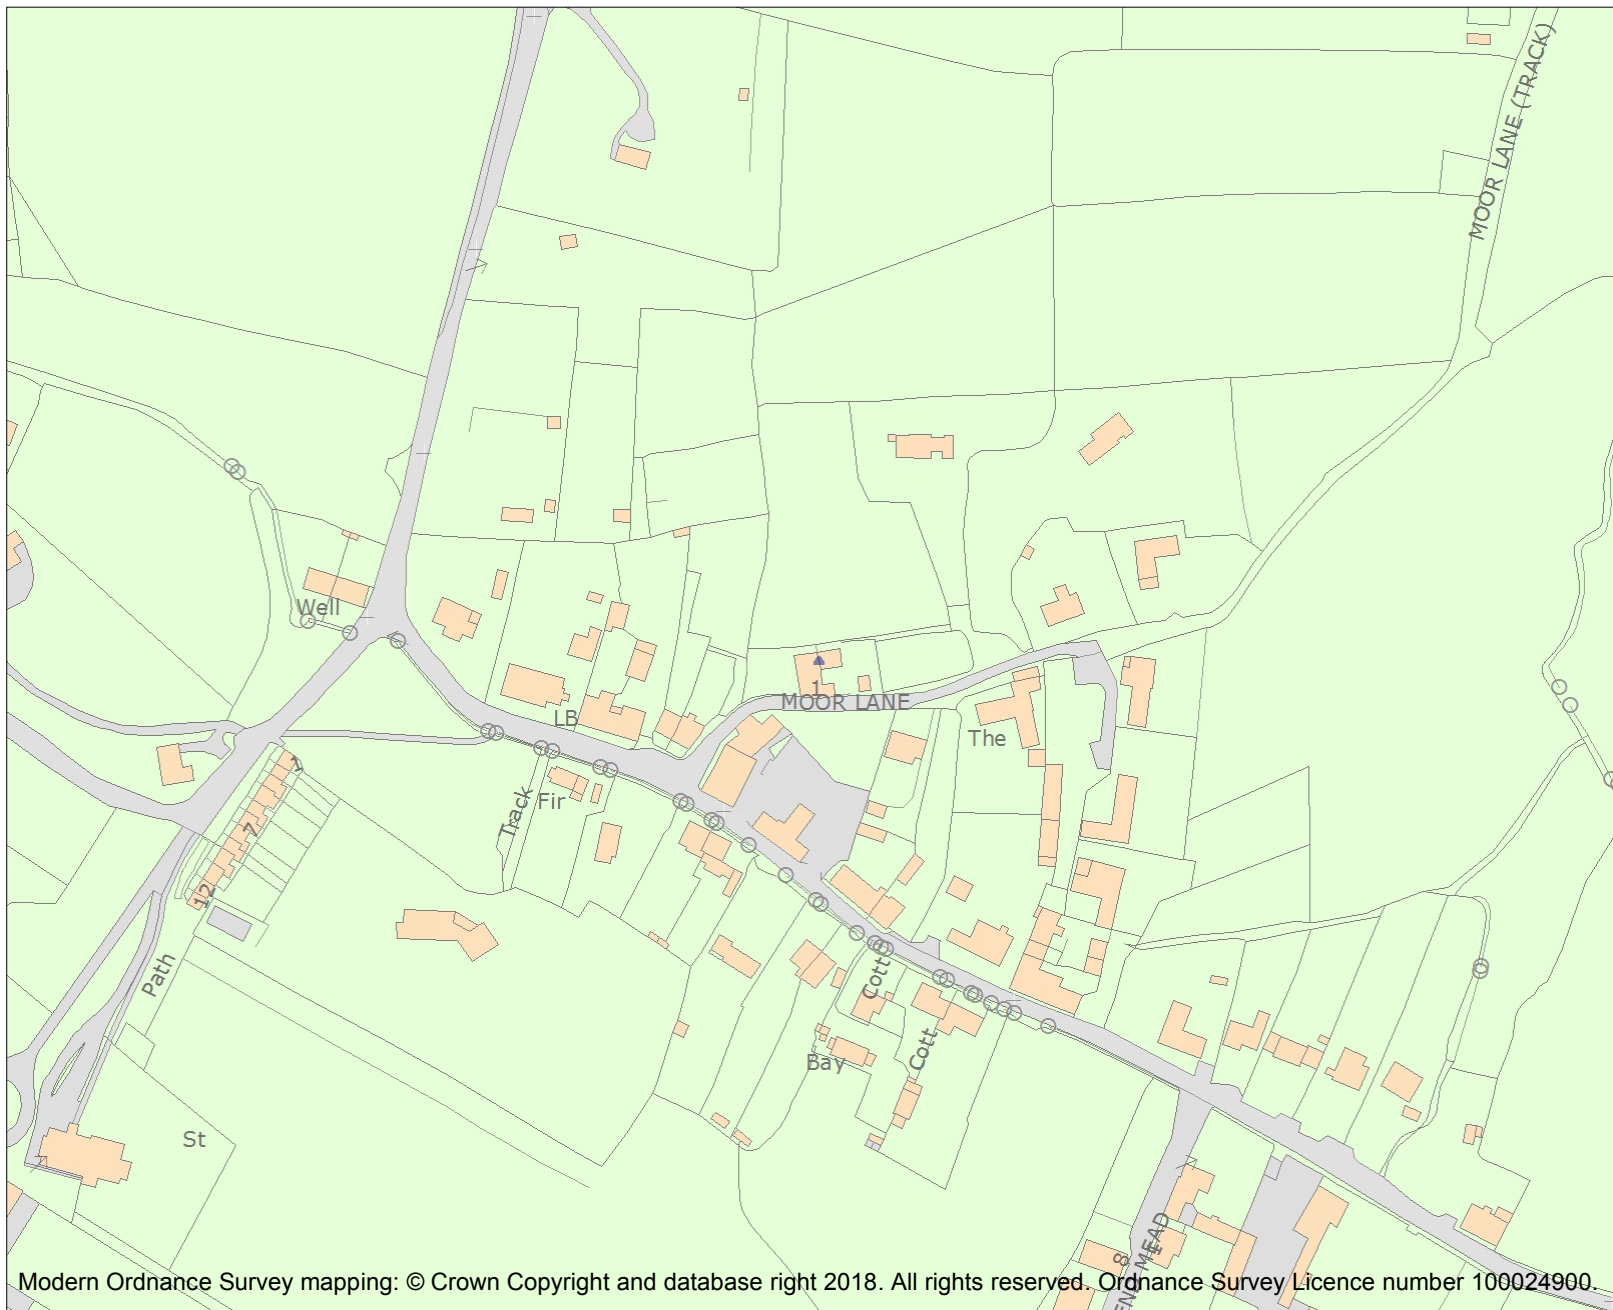 MOOR LANE (TRACK)
Well
LB
MOOR LANE
1
The
1
Track
Fir
7
12
Path
Cott
Cott
Bay
St
8
MEAD
Modern Ordnance Survey mapping: © Crown Copyright and database right 2018. All rights reserved. Ordnance Survey Licence number 100024900.